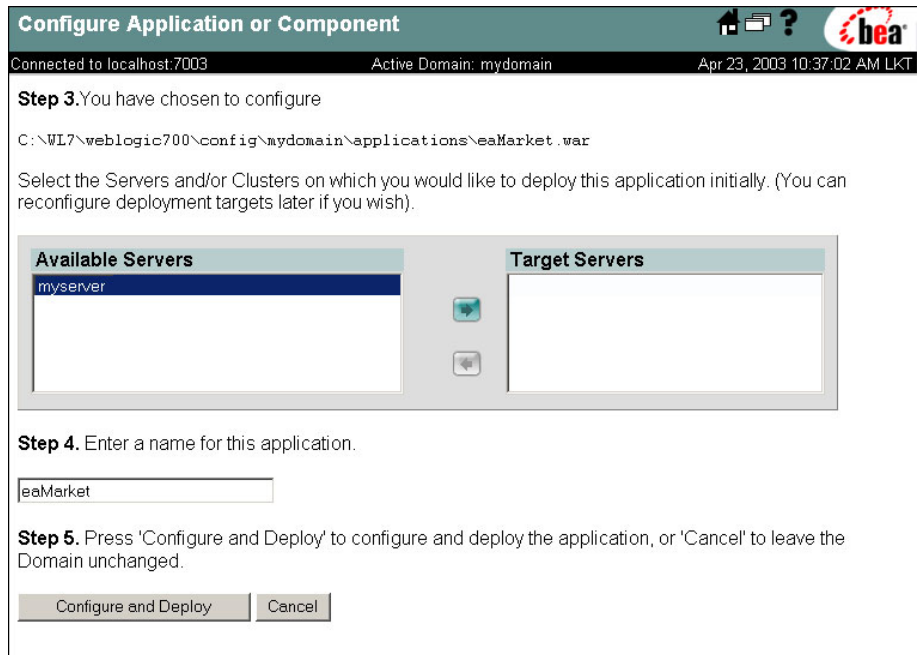 Configure Application or Component
?
bea
Connected to localhost:7003 Active Domain: mydomain Apr 23, 2003 10:37:02 AM LKT
Step 3.You have chosen to configure
C:\WL7\weblogic700\config\mydomain\applications\eaMarket.war
Select the Servers and/or Clusters on which you would like to deploy this application initially. (You can
reconfigure deployment targets later if you wish).
Available Servers Target Servers
myserver
Step 4. Enter a name for this application.
eaMarket
Step 5. Press 'Configure and Deploy' to configure and deploy the application, or 'Cancel' to leave the
Domain unchanged.
Configure and Deploy Cancel